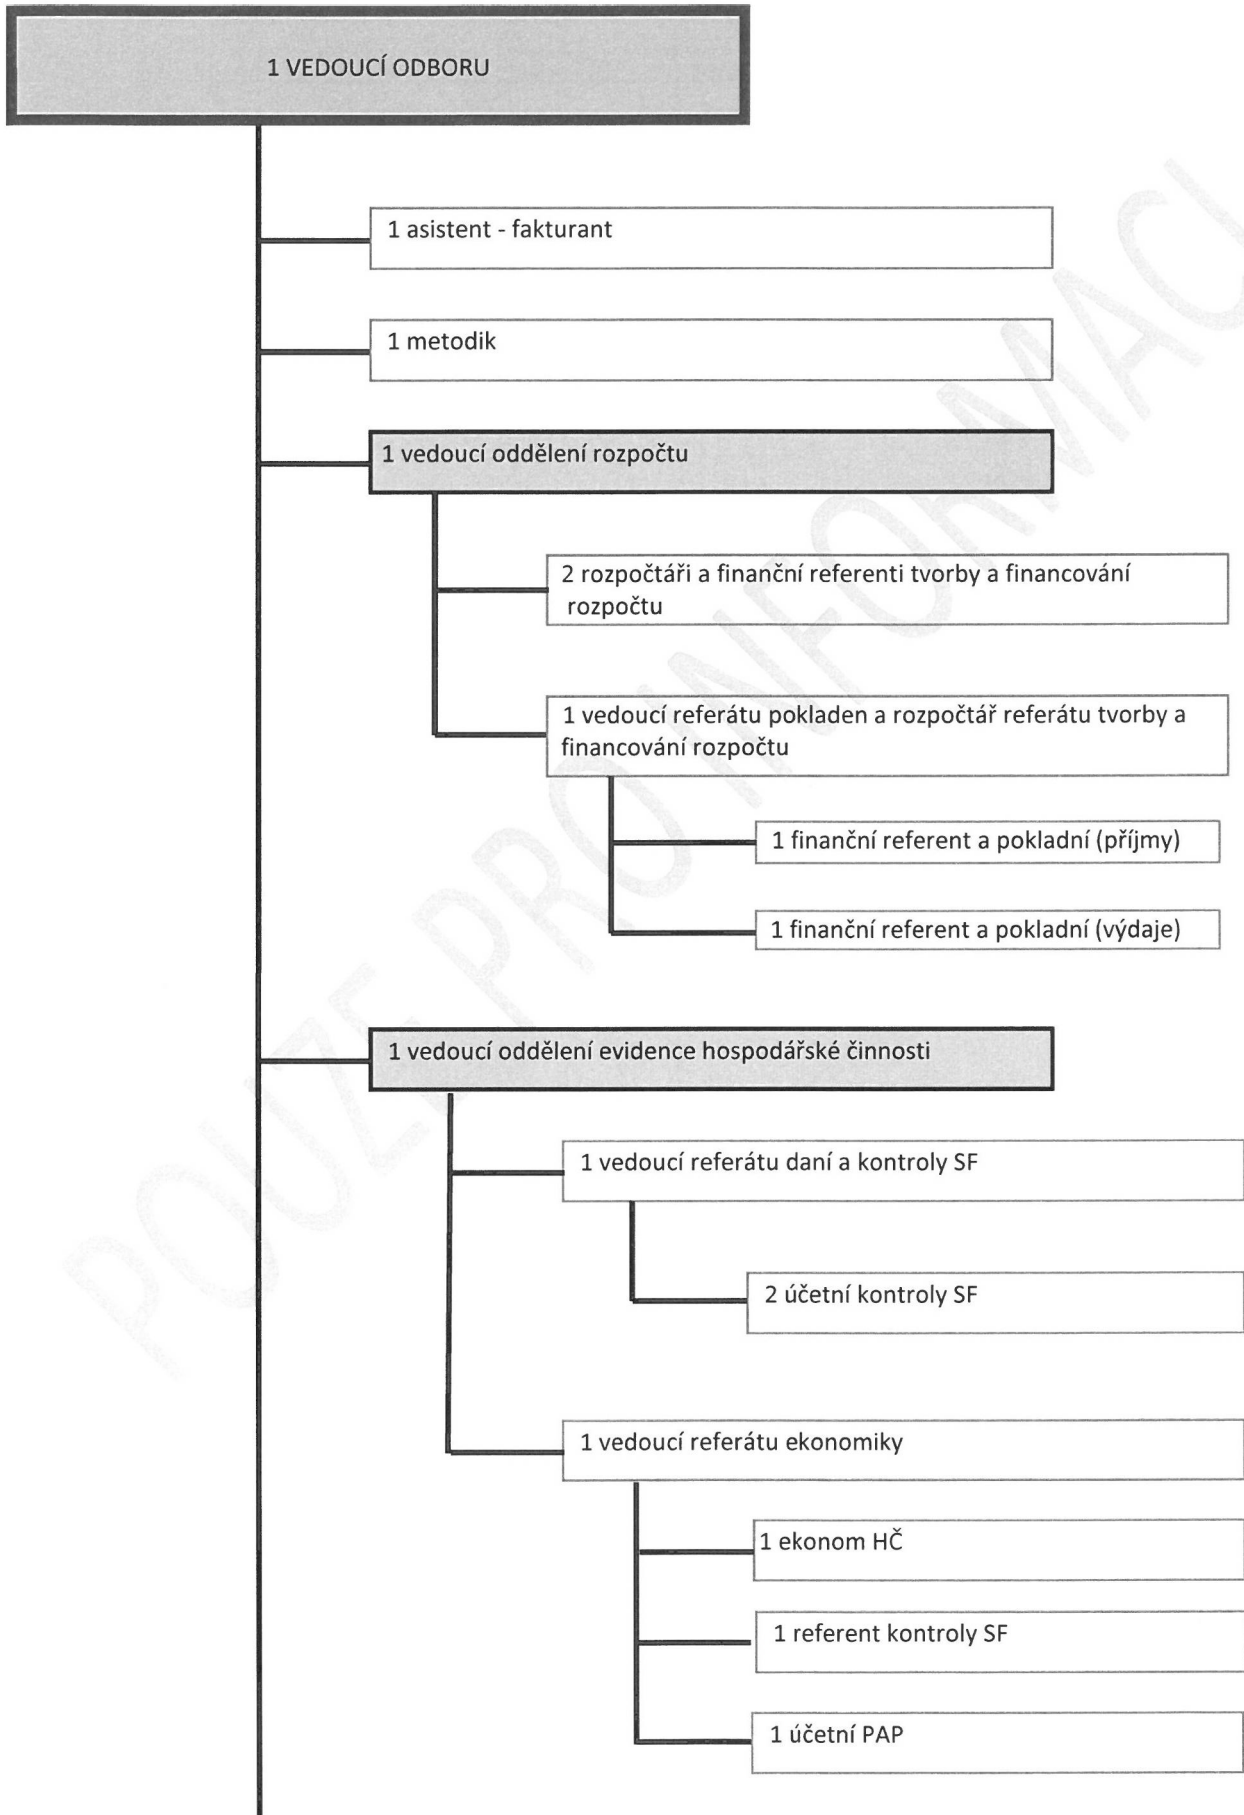 1 VEDOUCÍ ODBORU
1 asistent - fakturant
1 metodik
1 vedoucí oddělení rozpočtu
2 rozpočtáři a finanční referenti tvorby a financování
rozpočtu
1 vedoucí referátu pokladen a rozpočtář referátu tvorby a
financování rozpočtu
1 finanční referent a pokladní (příjmy)
1 finanční referent a pokladní (výdaje)
1 vedoucí oddělení evidence hospodářské činnosti
1 vedoucí referátu daní a kontroly SF
2 účetní kontroly SF
1 vedoucí referátu ekonomiky
1 ekonom HČ
1 referent kontroly SF
1 účetní PAP
POUZE PRO INFORMACI